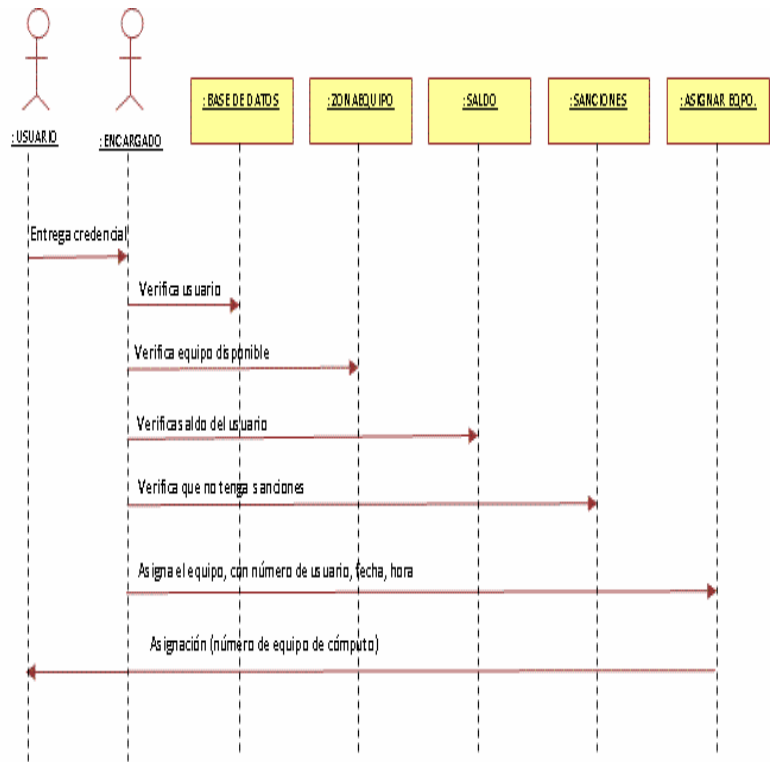 : BASE DE DATOS
: ZONAEQUIPO
: SALDO
: SANCIONES
: ASIGNAR EQPO.
: USUARIO
: ENCARGADO
Entrega credencial
Verifica usuario
Verifica equipo disponible
Verifica saldo del usuario
Verifica que no tenga sanciones
Asigna el equipo, con número de usuario, fecha, hora
Asignación (número de equipo de cómputo)